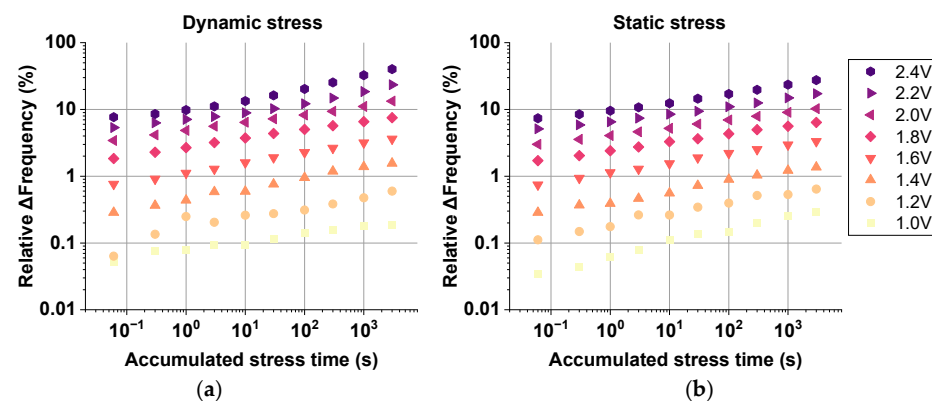 Dynamic stress
Static stress
Relative ΔFrequency (%)
100
10
1
0.1
0.01
10⁻¹ 10⁰ 10¹ 10² 10³
Accumulated stress time (s)
(a)
Relative ΔFrequency (%)
100
10
1
0.1
0.01
10⁻¹ 10⁰ 10¹ 10² 10³
Accumulated stress time (s)
(b)
2.4V
2.2V
2.0V
1.8V
1.6V
1.4V
1.2V
1.0V